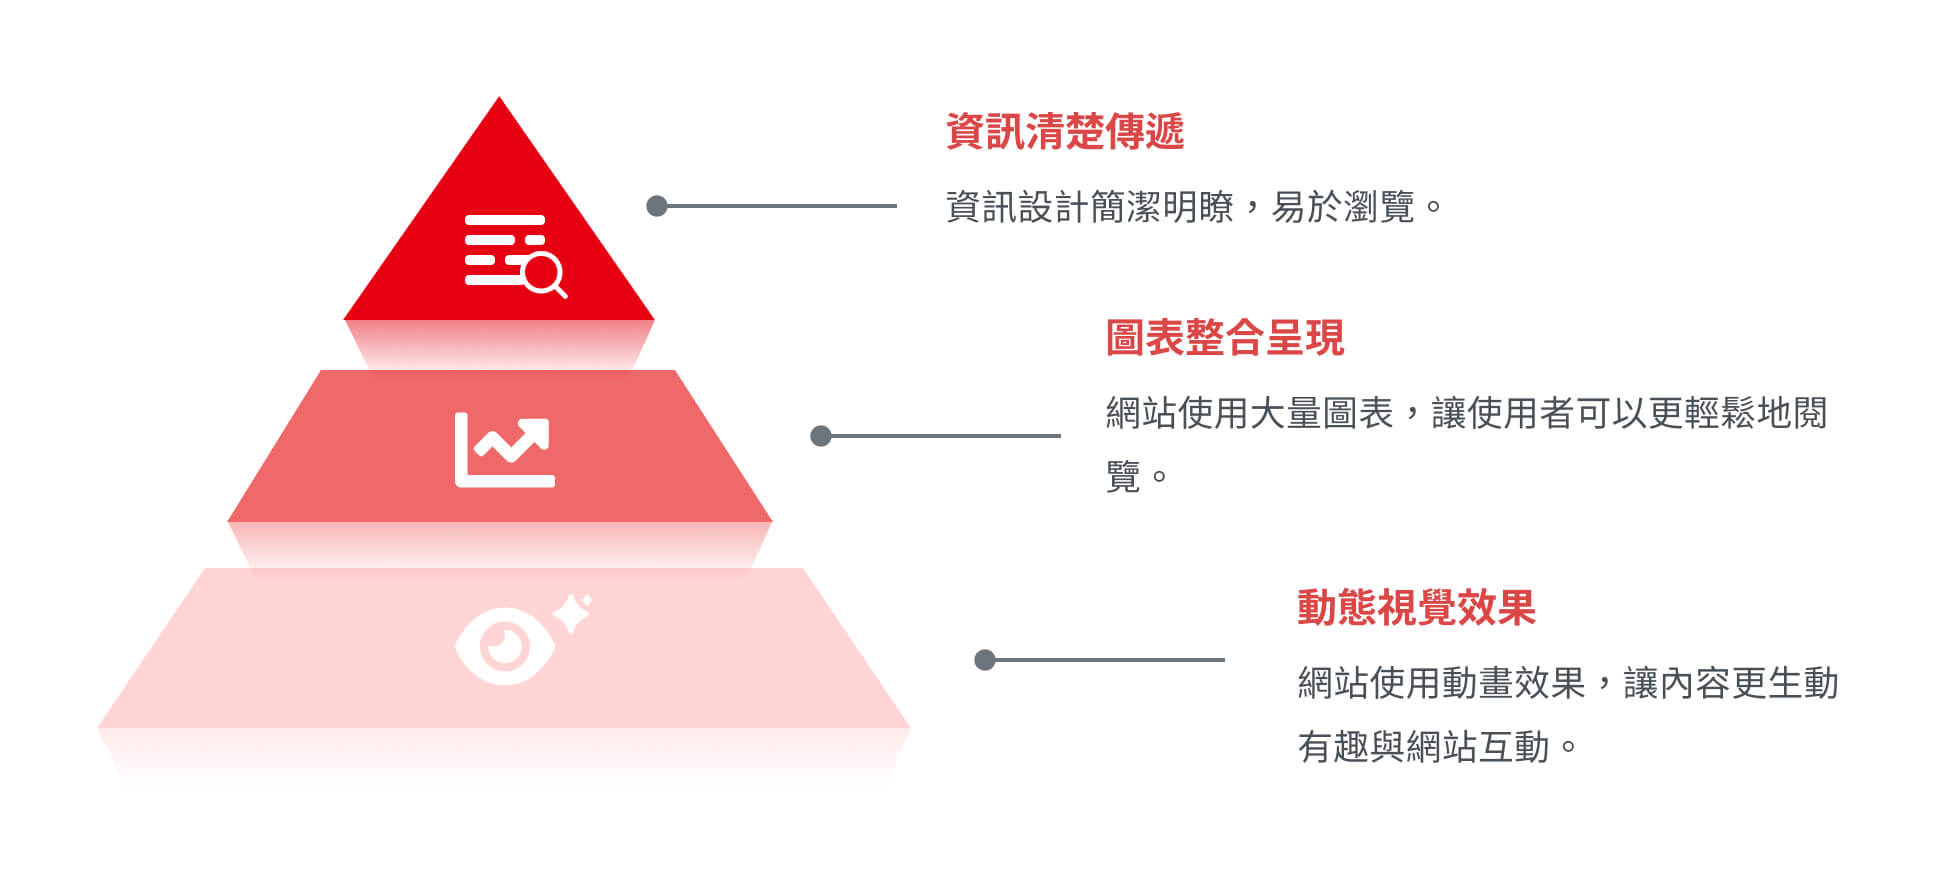 資訊清楚傳遞
資訊設計簡潔明瞭，易於瀏覽。
圖表整合呈現
網站使用大量圖表，讓使用者可以更輕鬆地閱
覽。
動態視覺效果
網站使用動畫效果，讓內容更生動
有趣與網站互動。